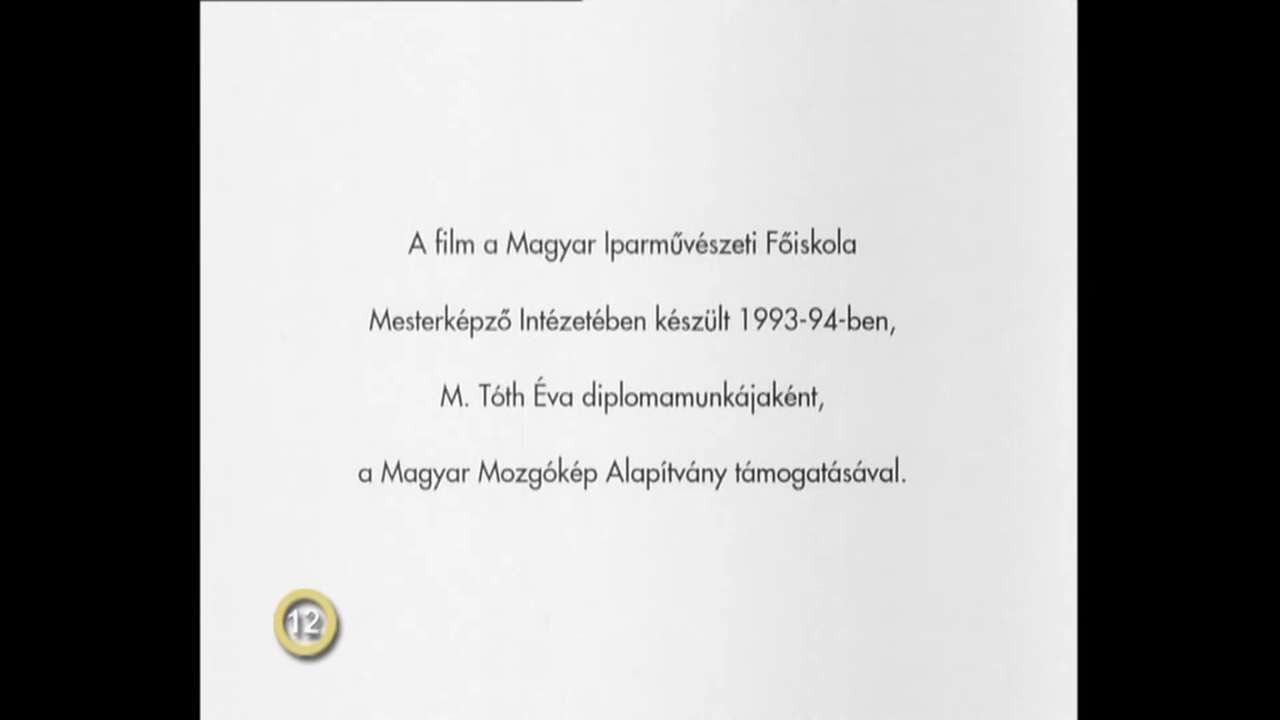 A film a Magyar Iparművészeti Főiskola
Mesterképző Intézetében készült 1993-94-ben,
M. Tóth Éva diplomamunkájaként,
a Magyar Mozgókép Alapítvány támogatásával.
12